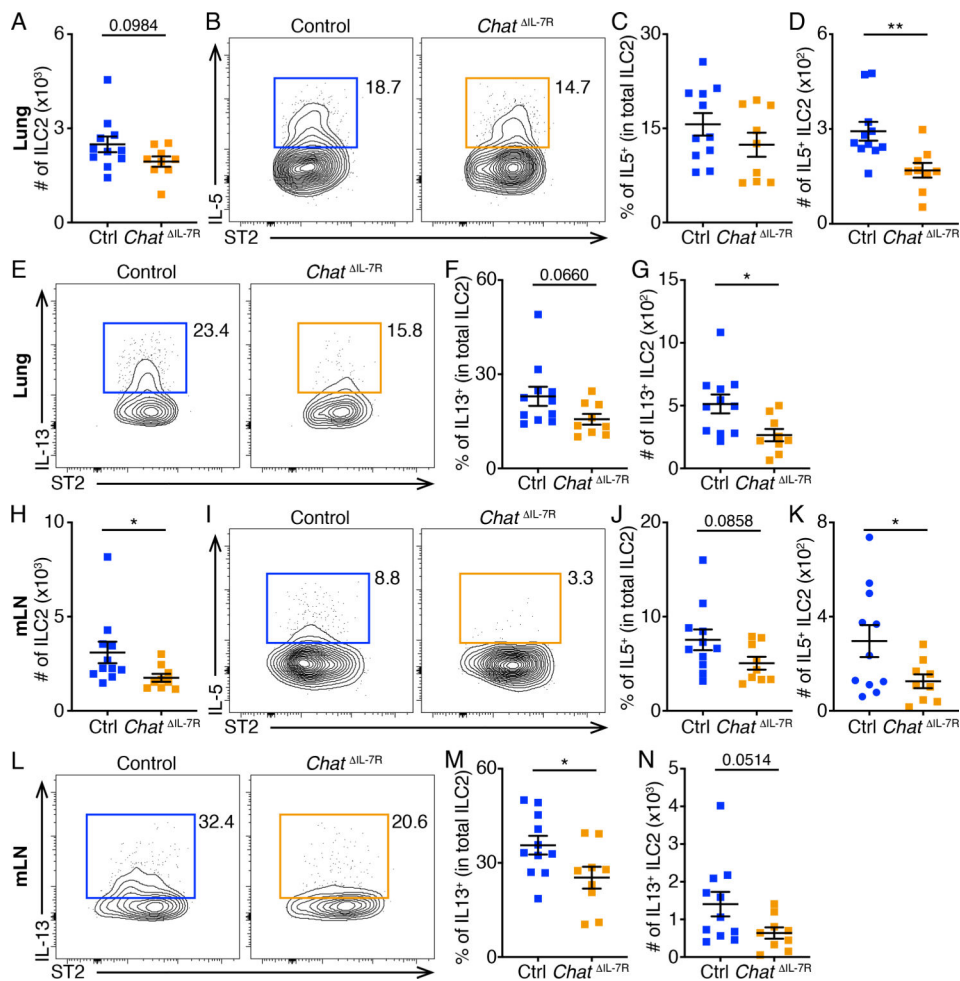 A
Lung
# of ILC2 (x10³)
6
3
0
0.0984
Ctrl Chat ΔIL-7R
B
Control
Chat ΔIL-7R
18.7
14.7
IL-5
ST2
C
% of IL5⁺ (in total ILC2)
30
15
0
Ctrl Chat ΔIL-7R
D
# of IL5⁺ ILC2 (x10²)
6
3
0
**
Ctrl Chat ΔIL-7R
E
Lung
Control
Chat ΔIL-7R
23.4
15.8
IL-13
ST2
F
% of IL13⁺ (in total ILC2)
60
30
0
0.0660
Ctrl Chat ΔIL-7R
G
# of IL13⁺ ILC2 (x10²)
15
10
5
0
*
Ctrl Chat ΔIL-7R
H
mLN
# of ILC2 (x10³)
10
5
0
*
Ctrl Chat ΔIL-7R
I
Control
Chat ΔIL-7R
8.8
3.3
IL-5
ST2
J
% of IL5⁺ (in total ILC2)
20
10
0
0.0858
Ctrl Chat ΔIL-7R
K
# of IL5⁺ ILC2 (x10²)
8
4
0
*
Ctrl Chat ΔIL-7R
L
mLN
Control
Chat ΔIL-7R
32.4
20.6
IL-13
ST2
M
% of IL13⁺ (in total ILC2)
60
30
0
*
Ctrl Chat ΔIL-7R
N
# of IL13⁺ ILC2 (x10³)
5
4
3
2
1
0
0.0514
Ctrl Chat ΔIL-7R